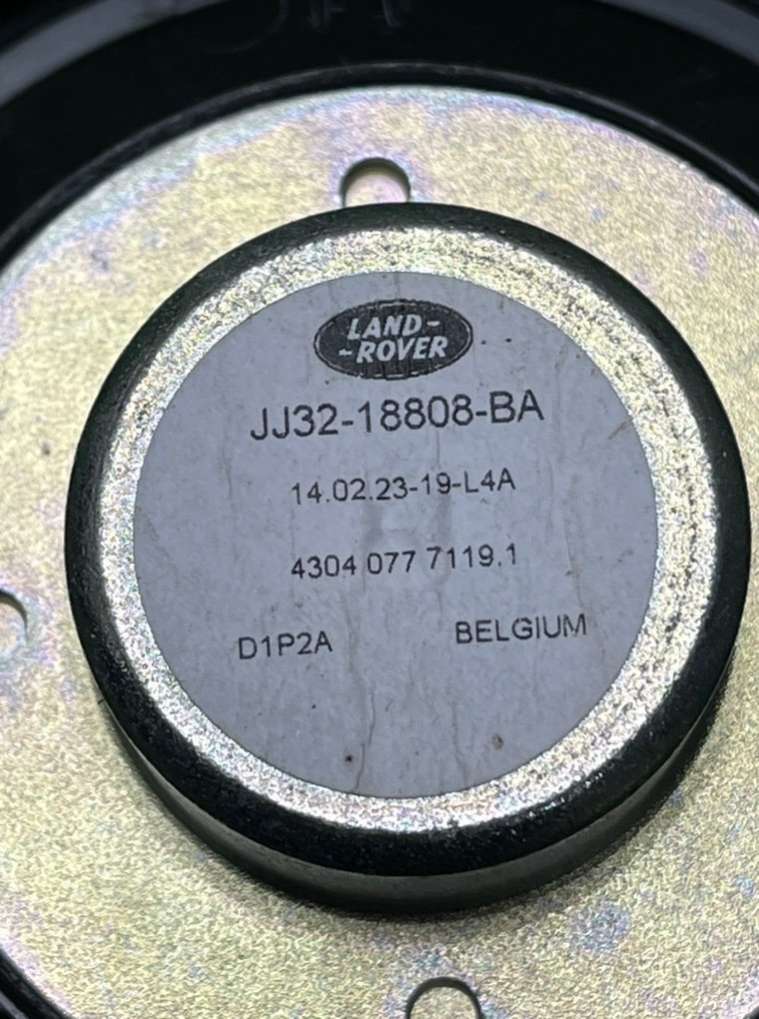 LAND-
-ROVER
JJ32-18808-BA
14.02.23-19-L4A
4304 077 7119.1
D1P2A BELGIUM